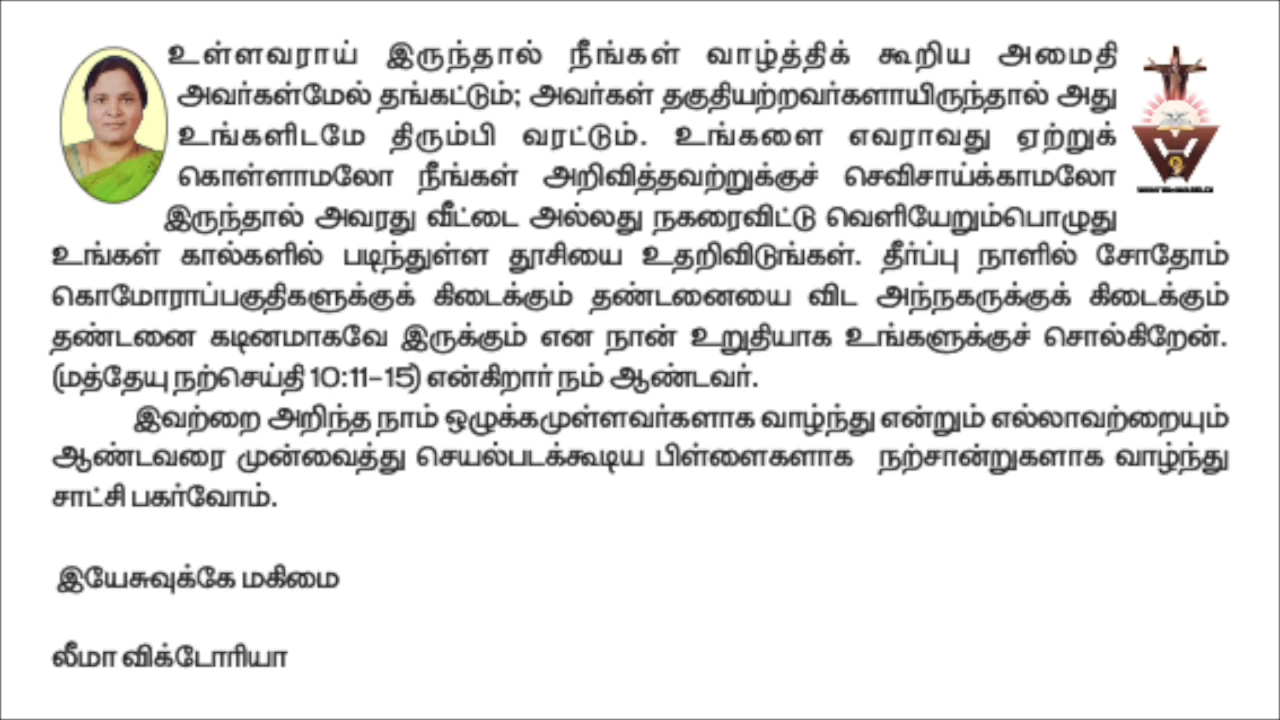 உள்ளவராய் இருந்தால் நீங்கள் வாழ்த்திக் கூறிய அமைதி
அவர்கள்மேல் தங்கட்டும்; அவர்கள் தகுதியற்றவர்களாயிருந்தால் அது
உங்களிடமே திரும்பி வரட்டும். உங்களை எவராவது ஏற்றுக்
கொள்ளாமலோ நீங்கள் அறிவித்தவற்றுக்குச் செவிசாய்க்காமலோ
இருந்தால் அவரது வீட்டை அல்லது நகரைவிட்டு வெளியேறும்பொழுது
உங்கள் கால்களில் படிந்துள்ள தூசியை உதறிவிடுங்கள். தீர்ப்பு நாளில் சோதோம்
கொமோராப்பகுதிகளுக்குக் கிடைக்கும் தண்டனையை விட அந்நகருக்குக் கிடைக்கும்
தண்டனை கடினமாகவே இருக்கும் என நான் உறுதியாக உங்களுக்குச் சொல்கிறேன்.
(மத்தேயு நற்செய்தி 10:11-15) என்கிறார் நம் ஆண்டவர்.
இவற்றை அறிந்த நாம் ஒழுக்கமுள்ளவர்களாக வாழ்ந்து என்றும் எல்லாவற்றையும்
ஆண்டவரை முன்வைத்து செயல்படக்கூடிய பிள்ளைகளாக நற்சான்றுகளாக வாழ்ந்து
சாட்சி பகர்வோம்.
இயேசுவுக்கே மகிமை
லீமா விக்டோரியா